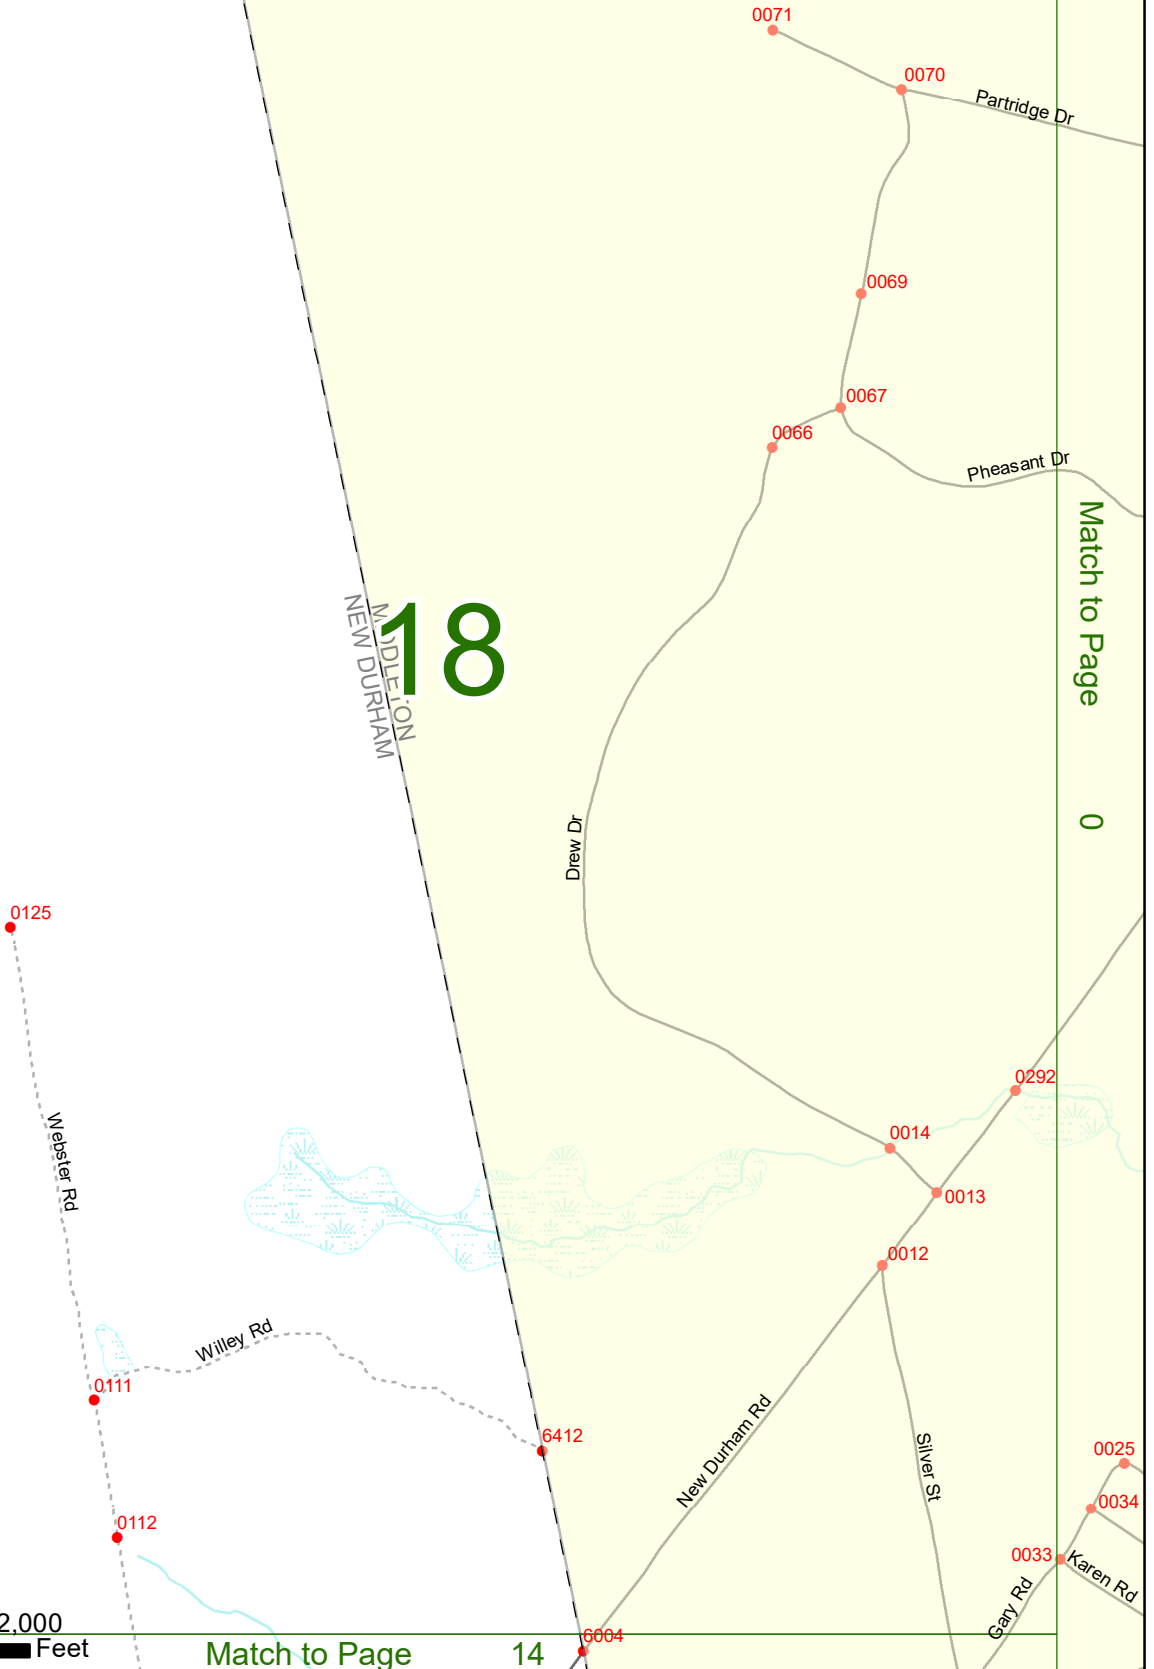 0071
0070
Partridge Dr
0069
0067
0066
Pheasant Dr
Match to Page 0
18
MIDDLETON
NEW DURHAM
Drew Dr
0125
0292
Webster Rd
0014
0013
0012
Willey Rd
0111
New Durham Rd
6412
Silver St
0025
0034
0112
0033
Karen Rd
Gary Rd
2,000
Feet
6004
Match to Page 14